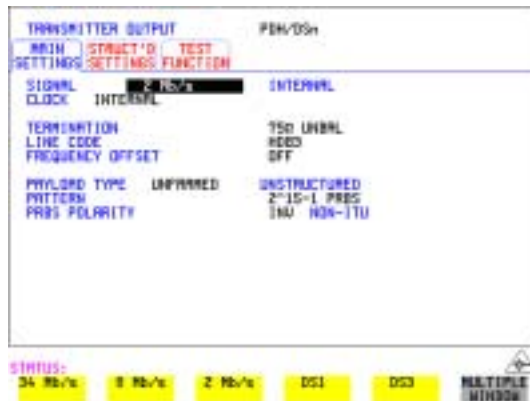 TRANSMITTER OUTPUT PDH/DSn
MAIN SETTINGS STRUCT'D SETTINGS TEST FUNCTION
SIGNAL 2 Mb/s INTERNAL
CLOCK INTERNAL
TERMINATION 75Ω UNBAL
LINE CODE HDB3
FREQUENCY OFFSET OFF
PAYLOAD TYPE UNFRAMED UNSTRUCTURED
PATTERN 2^15-1 PRBS
PRBS POLARITY INV NON-ITU
STATUS:
34 Mb/s 8 Mb/s 2 Mb/s DS1 DS3 MULTIPLE WINDOW